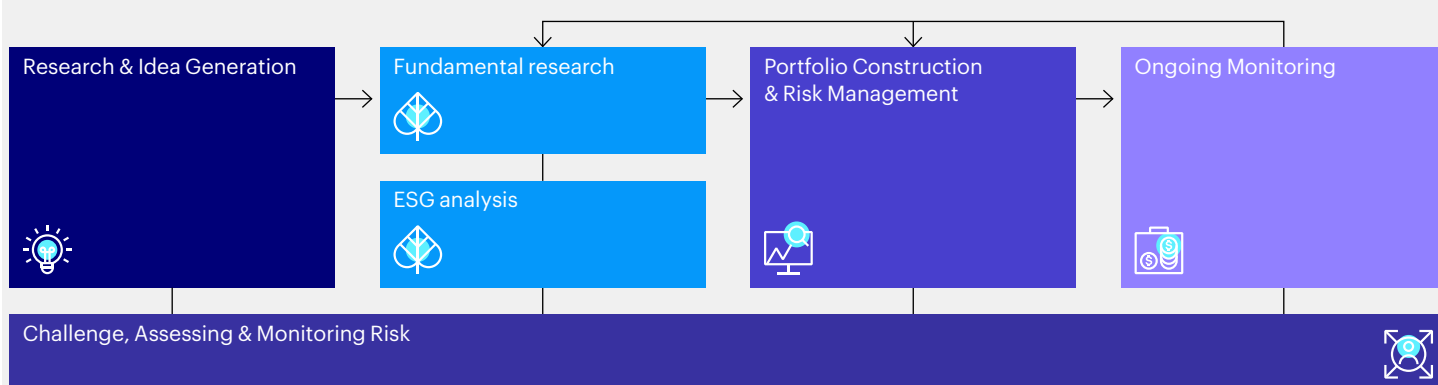 Research & Idea Generation
Fundamental research
ESG analysis
Portfolio Construction
& Risk Management
Ongoing Monitoring
Challenge, Assessing & Monitoring Risk